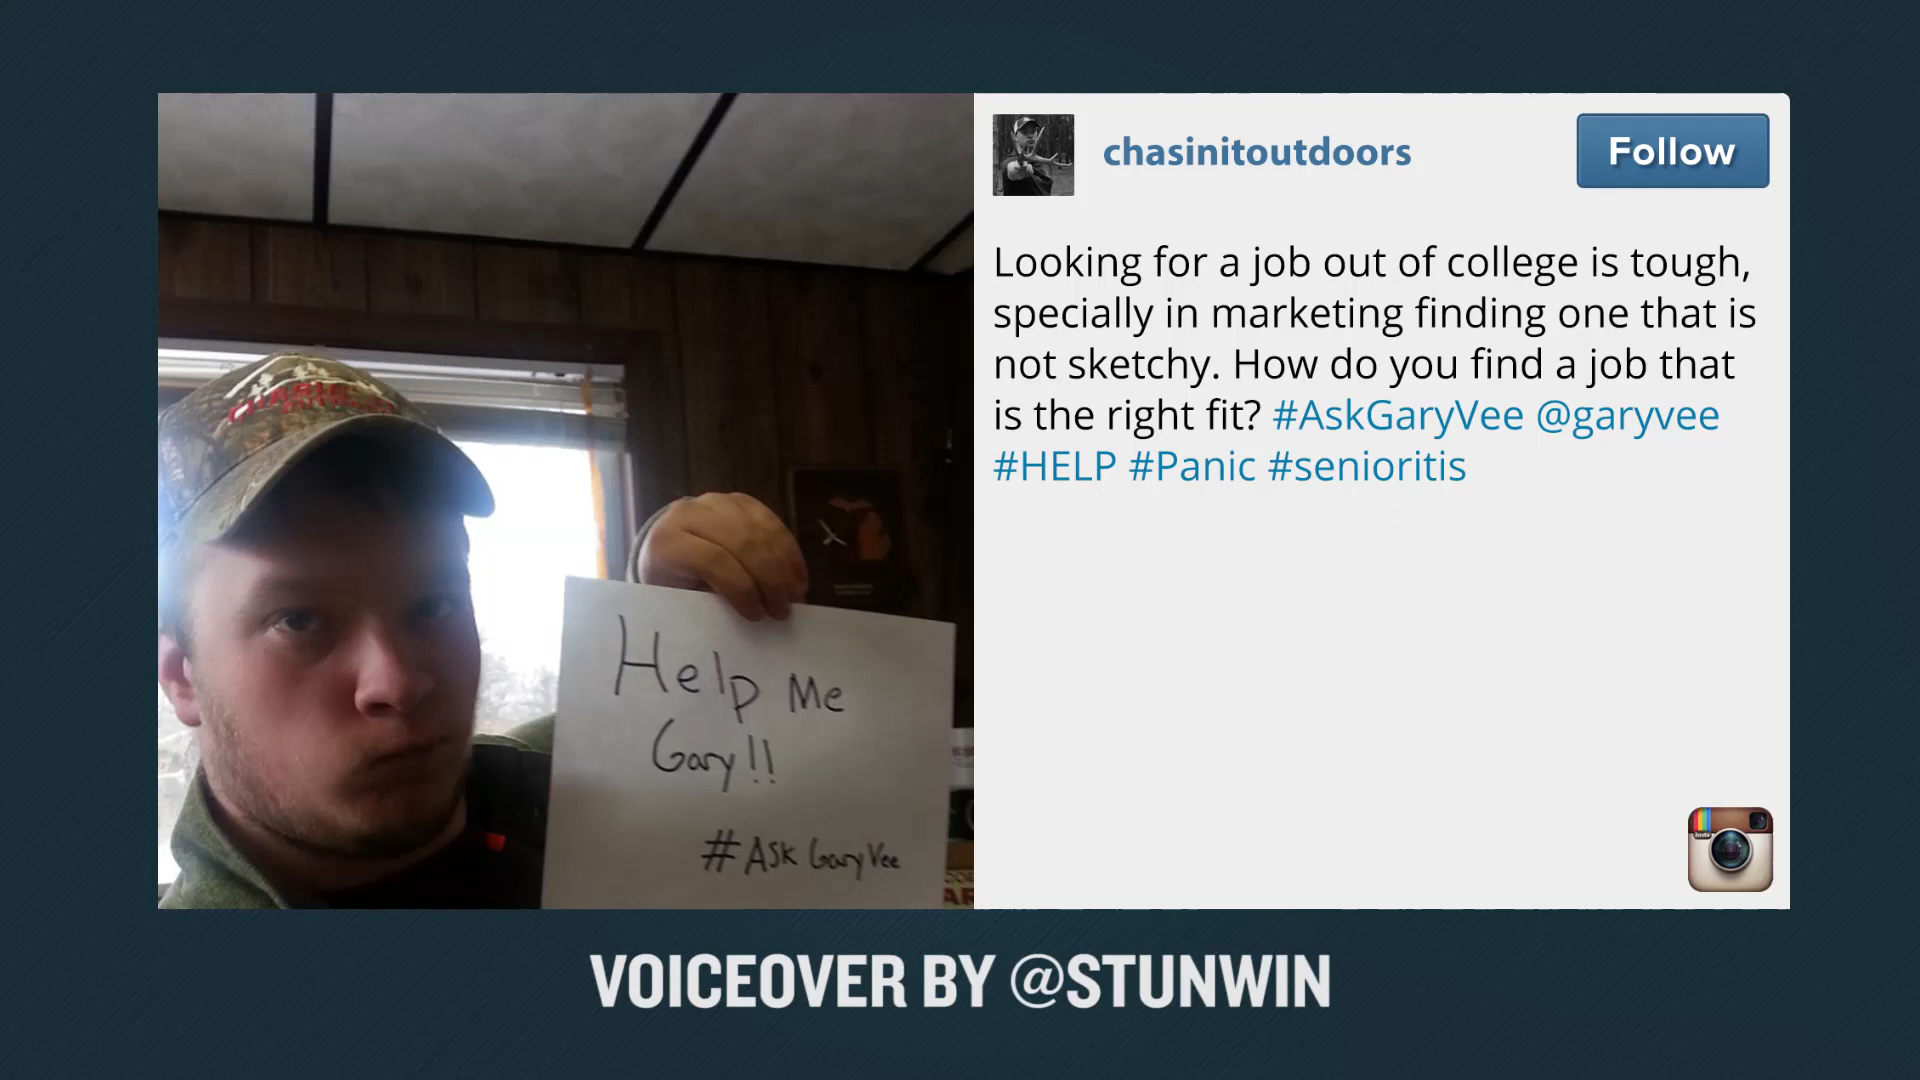 chasinitoutdoors
Follow
Looking for a job out of college is tough,
specially in marketing finding one that is
not sketchy. How do you find a job that
is the right fit? #AskGaryVee @garyvee
#HELP #Panic #senioritis
Help Me
Gary!!
#Ask GaryVee
VOICEOVER BY @STUNWIN